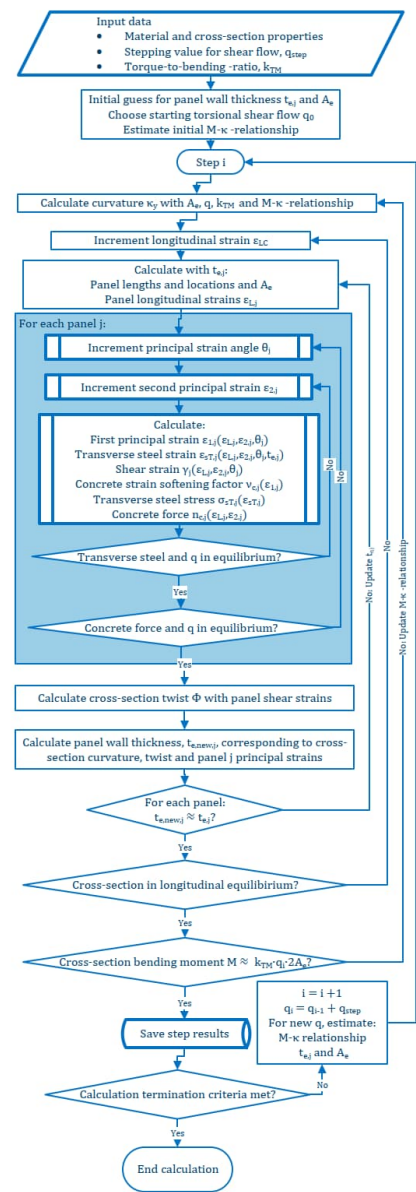 Input data
• Material and cross-section properties
• Stepping value for shear flow, qstep
• Torque-to-bending -ratio, kTM
Initial guess for panel wall thickness te,j and Ae
Choose starting torsional shear flow q0
Estimate initial M-κ -relationship
Step i
Calculate curvature κy with Ae, q, kTM and M-κ -relationship
Increment longitudinal strain εLC
Calculate with te,j:
Panel lengths and locations and Ae
Panel longitudinal strains εL,j
For each panel j:
Increment principal strain angle θj
Increment second principal strain ε2,j
Calculate:
First principal strain ε1,j(εL,j,ε2,j,θj)
Transverse steel strain εsT,j(εL,j,ε2,j,θj,te,j)
Shear strain γj(εL,j,ε2,j,θj)
Concrete strain softening factor νc,j(ε1,j)
Transverse steel stress σsT,j(εsT,j)
Concrete force nc,j(εL,j,ε2,j)
No
No
Transverse steel and q in equilibrium?
Yes
Concrete force and q in equilibrium?
Yes
No: Update te,j
No
No: Update M-κ -relationship
Calculate cross-section twist Φ with panel shear strains
Calculate panel wall thickness, te,new,j, corresponding to cross-
section curvature, twist and panel j principal strains
For each panel:
te,new,j ≈ te,j?
Yes
Cross-section in longitudinal equilibirium?
Yes
Cross-section bending moment M ≈ kTM·qi·2Ae?
Yes
Save step results
i = i+1
qi = qi-1 + qstep
For new q, estimate:
M-κ relationship
te,j and Ae
No
Calculation termination criteria met?
Yes
End calculation